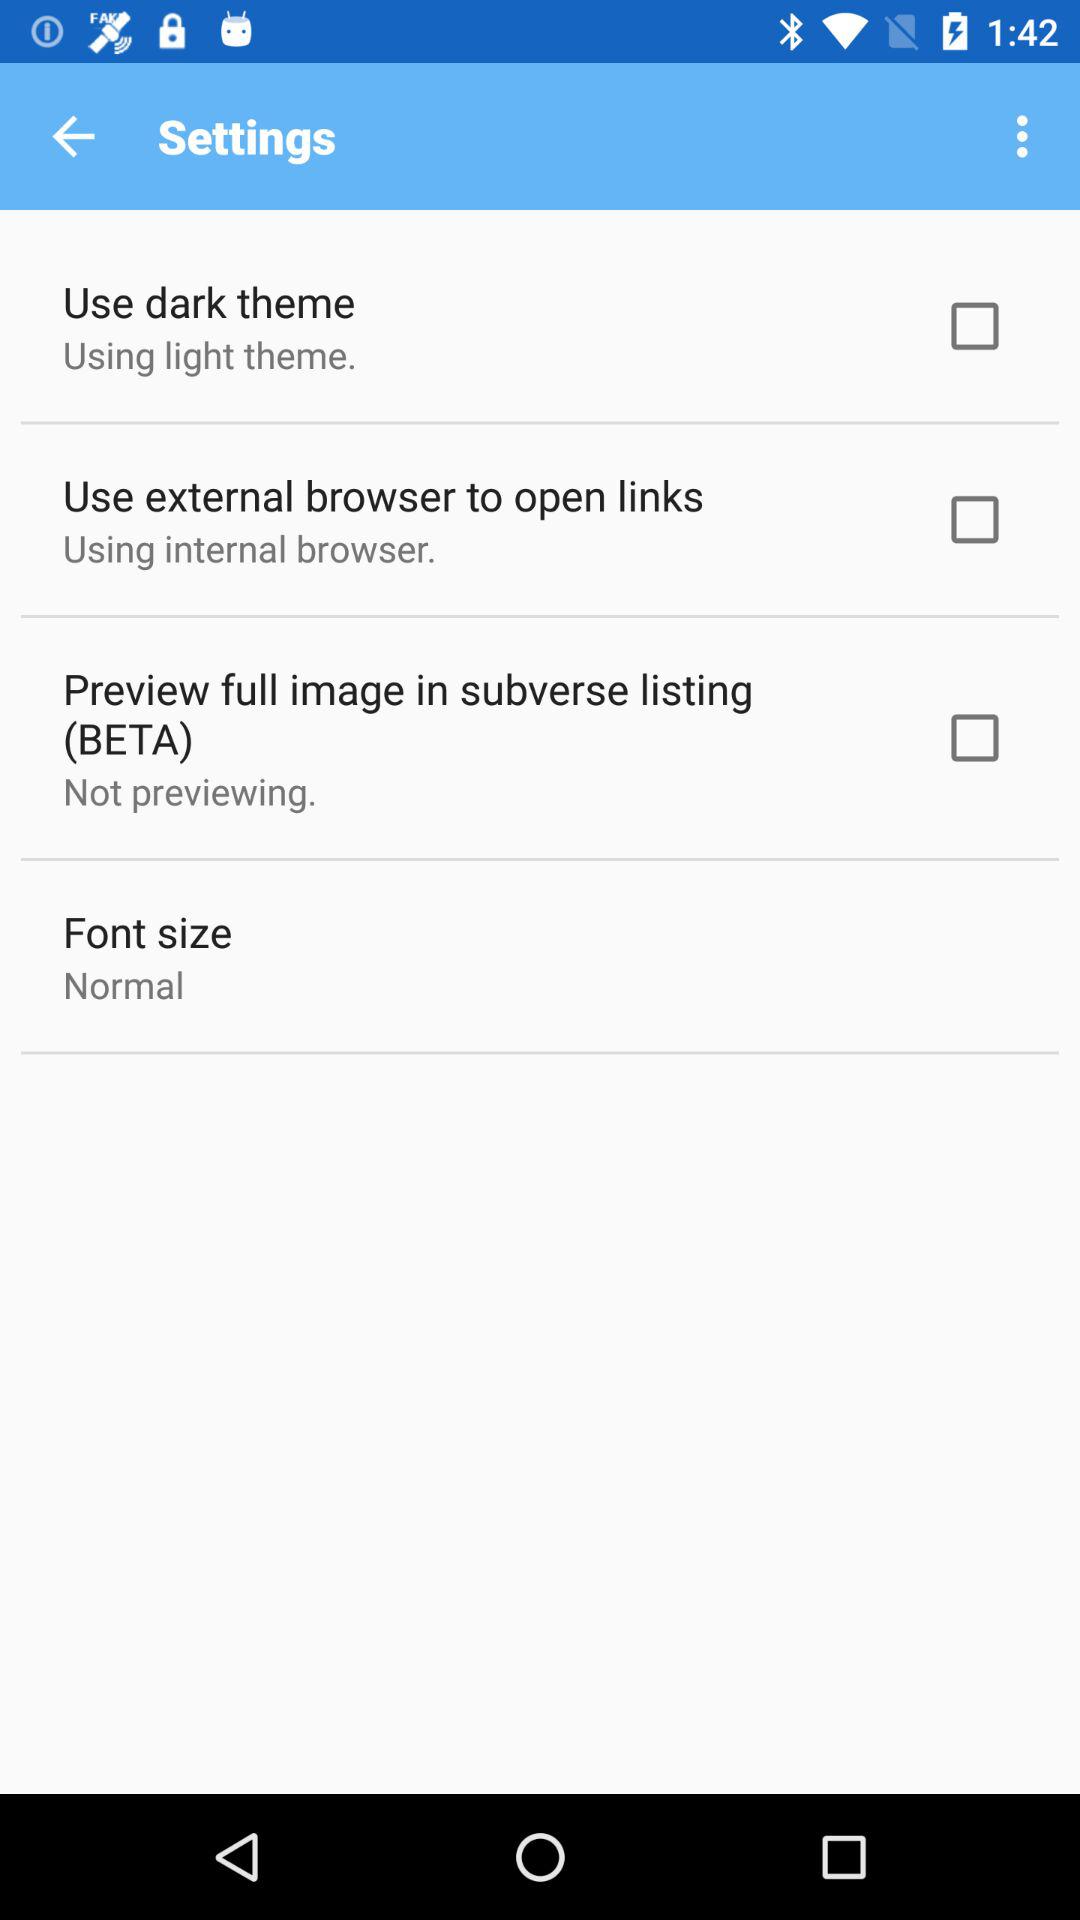 FAKE
1:42
Settings
Use dark theme
Using light theme.
Use external browser to open links
Using internal browser.
Preview full image in subverse listing
(BETA)
Not previewing.
Font size
Normal